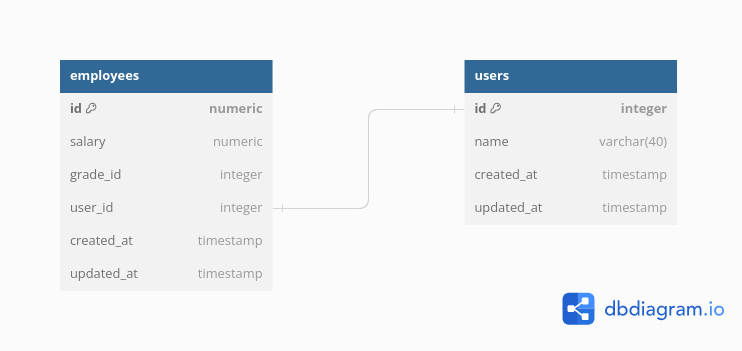 employees
id numeric
salary numeric
grade_id integer
user_id integer
created_at timestamp
updated_at timestamp
users
id integer
name varchar(40)
created_at timestamp
updated_at timestamp
dbdiagram.io